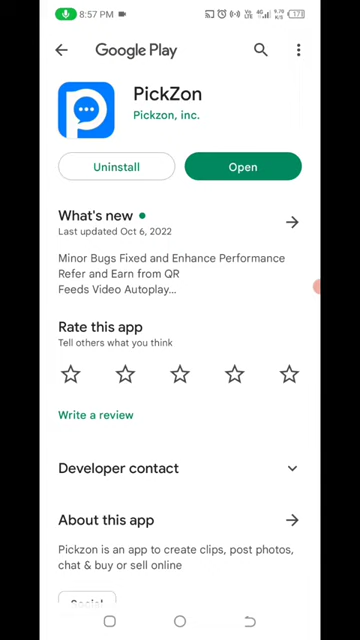 8:57 PM
Google Play
PickZon
Pickzon, inc.
Uninstall
Open
What's new
Last updated Oct 6, 2022
Minor Bugs Fixed and Enhance Performance
Refer and Earn from QR
Feeds Video Autoplay...
Rate this app
Tell others what you think
Write a review
Developer contact
About this app
Pickzon is an app to create clips, post photos,
chat & buy or sell online
Social